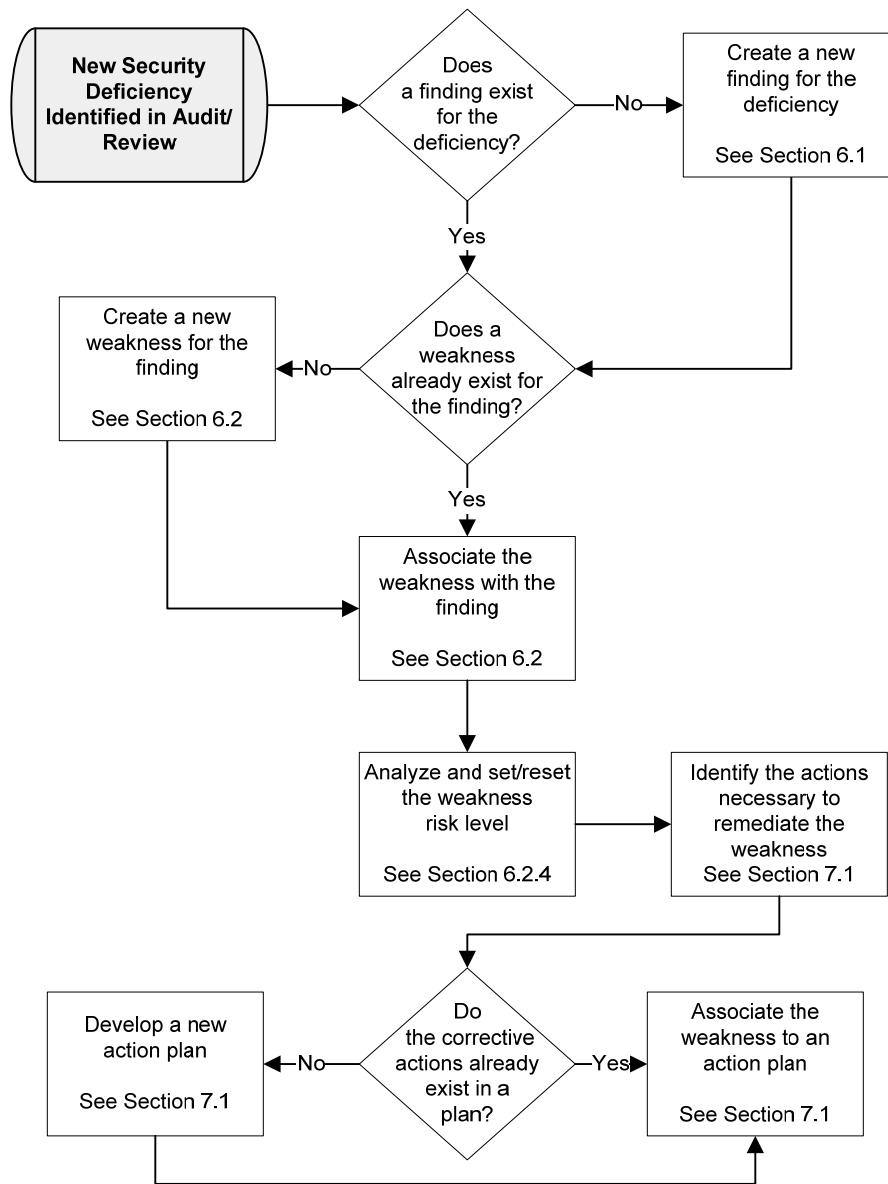 New Security
Deficiency
Identified in Audit/
Review
Does
a finding exist
for the
deficiency?
No
Create a new
finding for the
deficiency
See Section 6.1
Yes
Create a new
weakness for the
finding
See Section 6.2
No
Does a
weakness
already exist for
the finding?
Yes
Associate the
weakness with the
finding
See Section 6.2
Analyze and set/reset
the weakness
risk level
See Section 6.2.4
Identify the actions
necessary to
remediate the
weakness
See Section 7.1
Develop a new
action plan
See Section 7.1
No
Do
the corrective
actions already
exist in a
plan?
Yes
Associate the
weakness to an
action plan
See Section 7.1